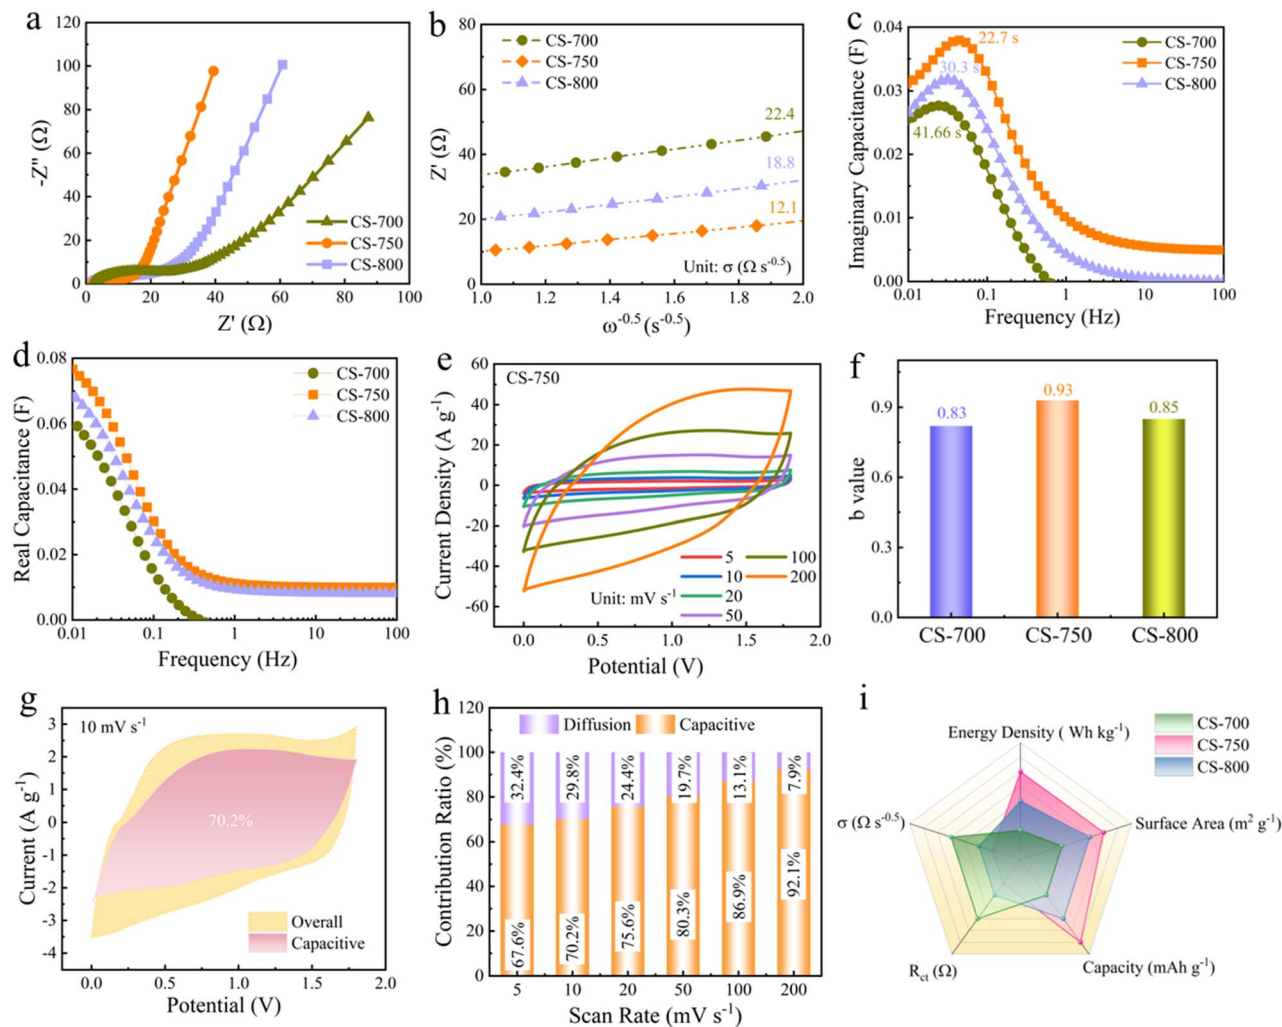 a
120
100
80
60
40
20
0
-Z" (Ω)
CS-700
CS-750
CS-800
0 20 40 60 80 100
Z' (Ω)
b
CS-700
CS-750
CS-800
80
60
40
20
0
Z' (Ω)
22.4
18.8
12.1
Unit: σ (Ω s⁻⁰·⁵)
1.0 1.2 1.4 1.6 1.8 2.0
ω⁻⁰·⁵ (s⁻⁰·⁵)
c
0.04
0.03
0.02
0.01
0.00
Imaginary Capacitance (F)
22.7 s
30.3 s
41.66 s
CS-700
CS-750
CS-800
0.01 0.1 1 10 100
Frequency (Hz)
d
0.08
0.06
0.04
0.02
0.00
Real Capacitance (F)
CS-700
CS-750
CS-800
0.01 0.1 1 10 100
Frequency (Hz)
e
60
40
20
0
-20
-40
-60
Current Density (A g⁻¹)
CS-750
5 100
10 200
Unit: mV s⁻¹ 20
50
0.0 0.5 1.0 1.5 2.0
Potential (V)
f
0.9
0.6
0.3
0.0
b value
0.83
0.93
0.85
CS-700 CS-750 CS-800
g
10 mV s⁻¹
3
2
1
0
-1
-2
-3
-4
Current (A g⁻¹)
70.2%
Overall
Capacitive
0.0 0.5 1.0 1.5 2.0
Potential (V)
h
Diffusion Capacitive
120
100
80
60
40
20
0
Contribution Ratio (%)
32.4% 29.8% 24.4% 19.7% 13.1% 7.9%
67.6% 70.2% 75.6% 80.3% 86.9% 92.1%
5 10 20 50 100 200
Scan Rate (mV s⁻¹)
i
CS-700
CS-750
CS-800
Energy Density ( Wh kg⁻¹)
σ (Ω s⁻⁰·⁵)
Surface Area (m² g⁻¹)
R_ct (Ω)
Capacity (mAh g⁻¹)